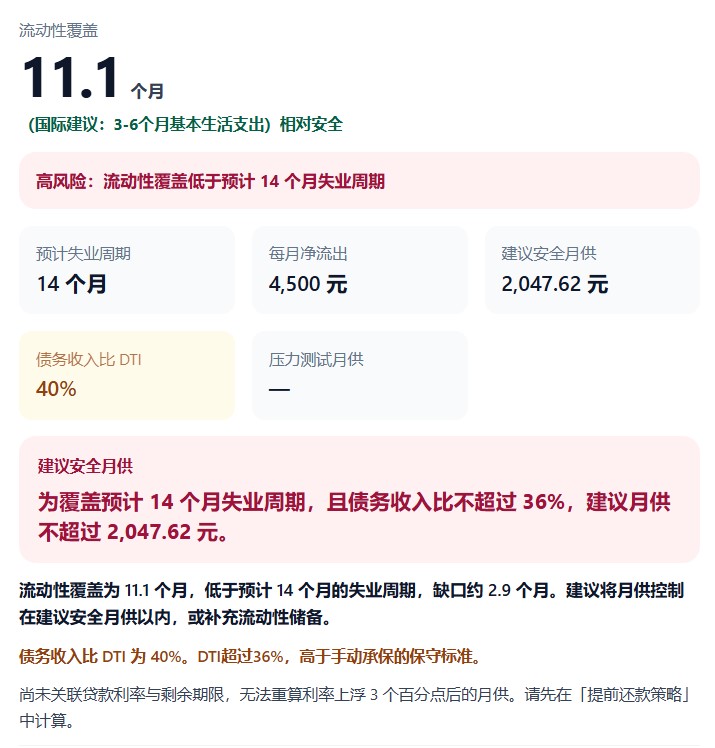 流动性覆盖
11.1 个月
（国际建议：3-6个月基本生活支出）相对安全
高风险：流动性覆盖低于预计 14 个月失业周期
预计失业周期
14 个月
每月净流出
4,500 元
建议安全月供
2,047.62 元
债务收入比 DTI
40%
压力测试月供
—
建议安全月供
为覆盖预计 14 个月失业周期，且债务收入比不超过 36%，建议月供
不超过 2,047.62 元。
流动性覆盖为 11.1 个月，低于预计 14 个月的失业周期，缺口约 2.9 个月。建议将月供控制
在建议安全月供以内，或补充流动性储备。
债务收入比 DTI 为 40%。DTI超过36%，高于手动承保的保守标准。
尚未关联贷款利率与剩余期限，无法重算利率上浮 3 个百分点后的月供。请先在「提前还款策略」
中计算。